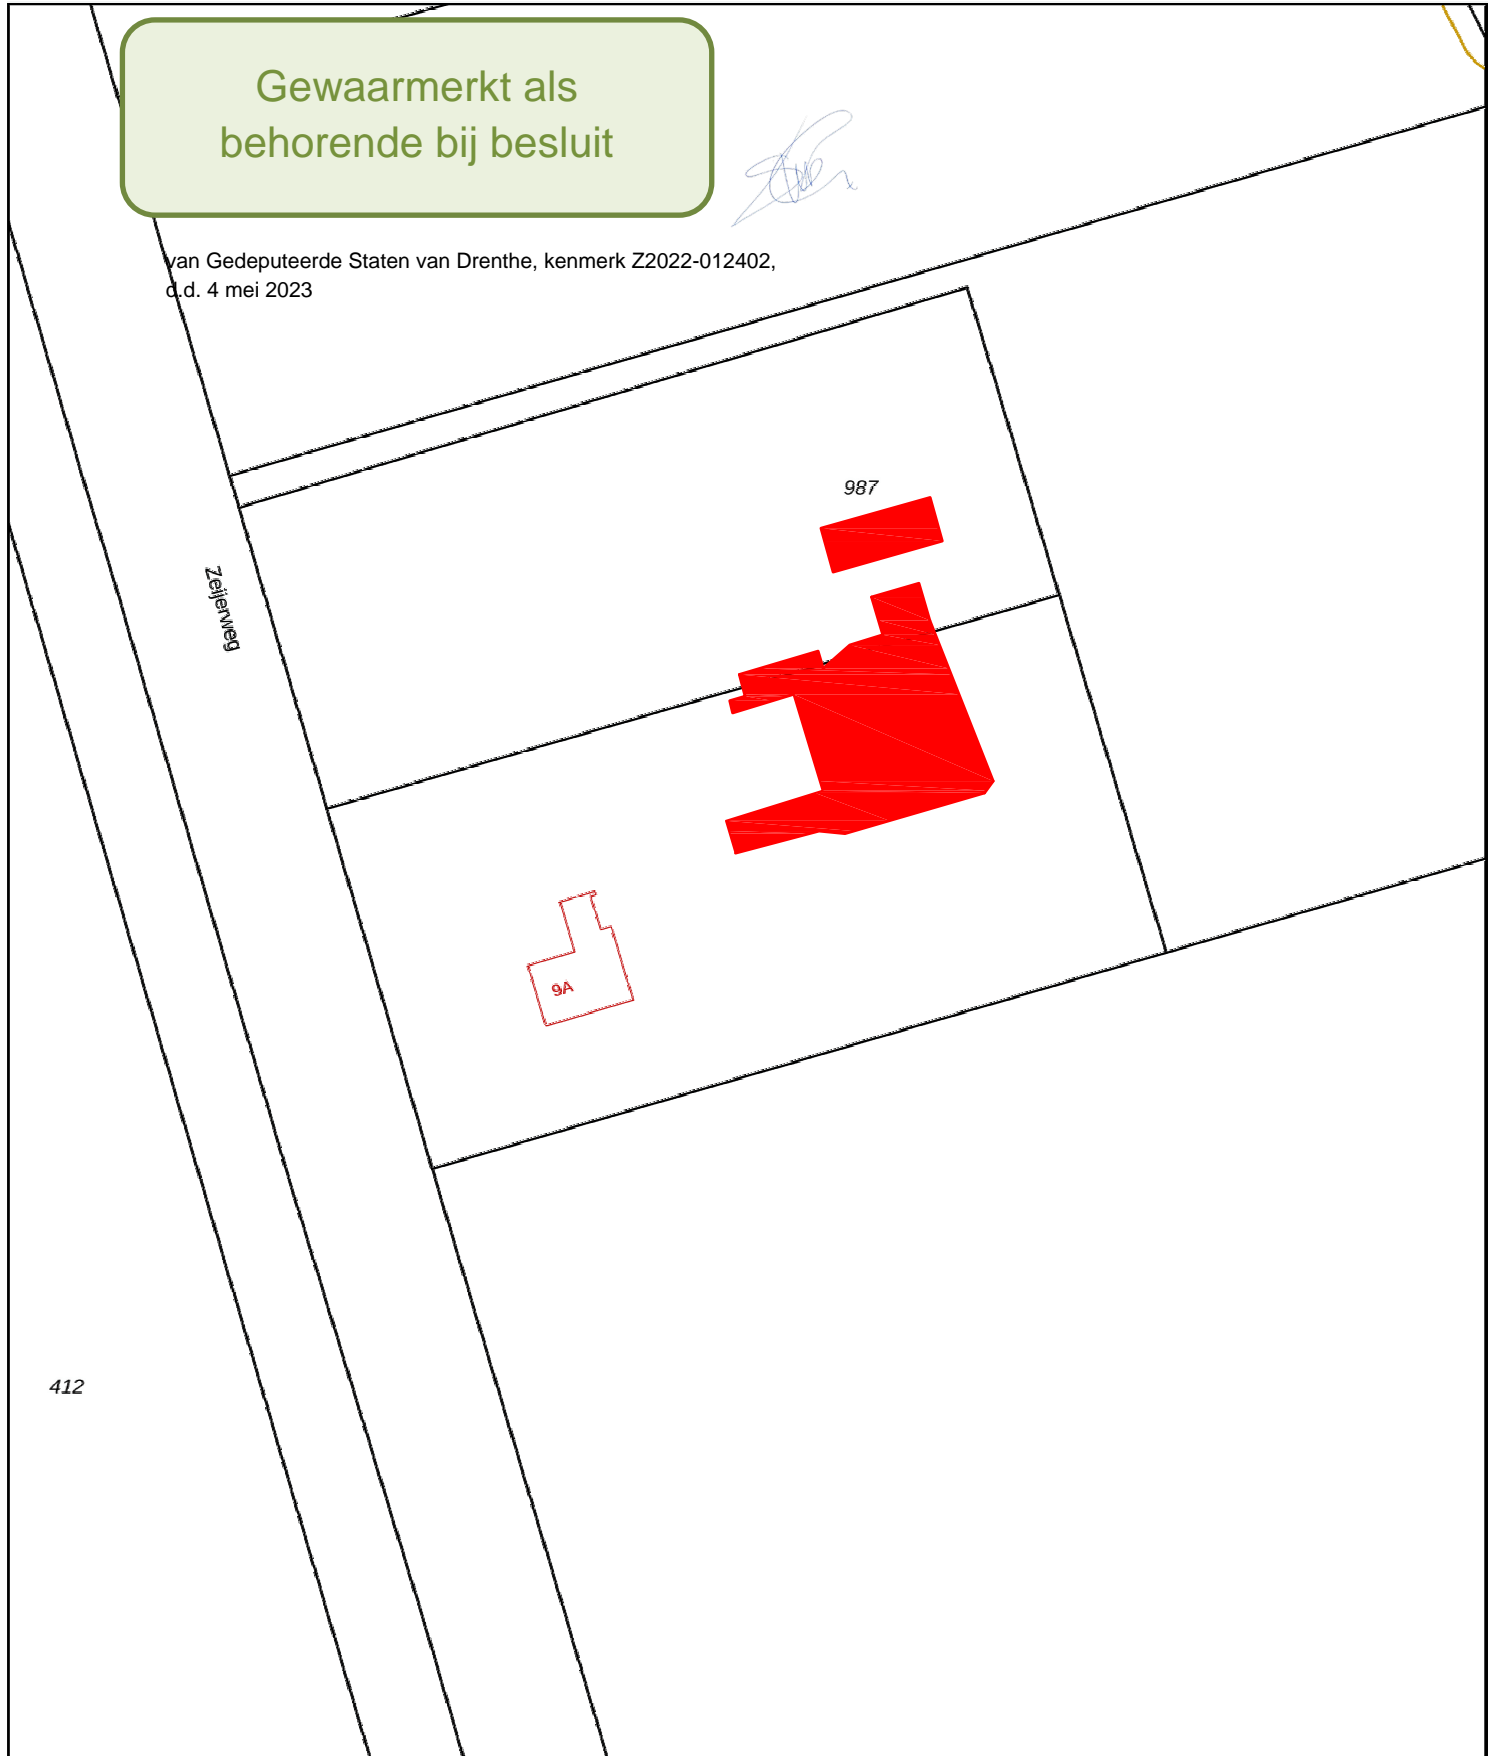 Gewaarmerkt als
behorende bij besluit
van Gedeputeerde Staten van Drenthe, kenmerk Z2022-012402,
d.d. 4 mei 2023
987
Zeijerweg
9A
412